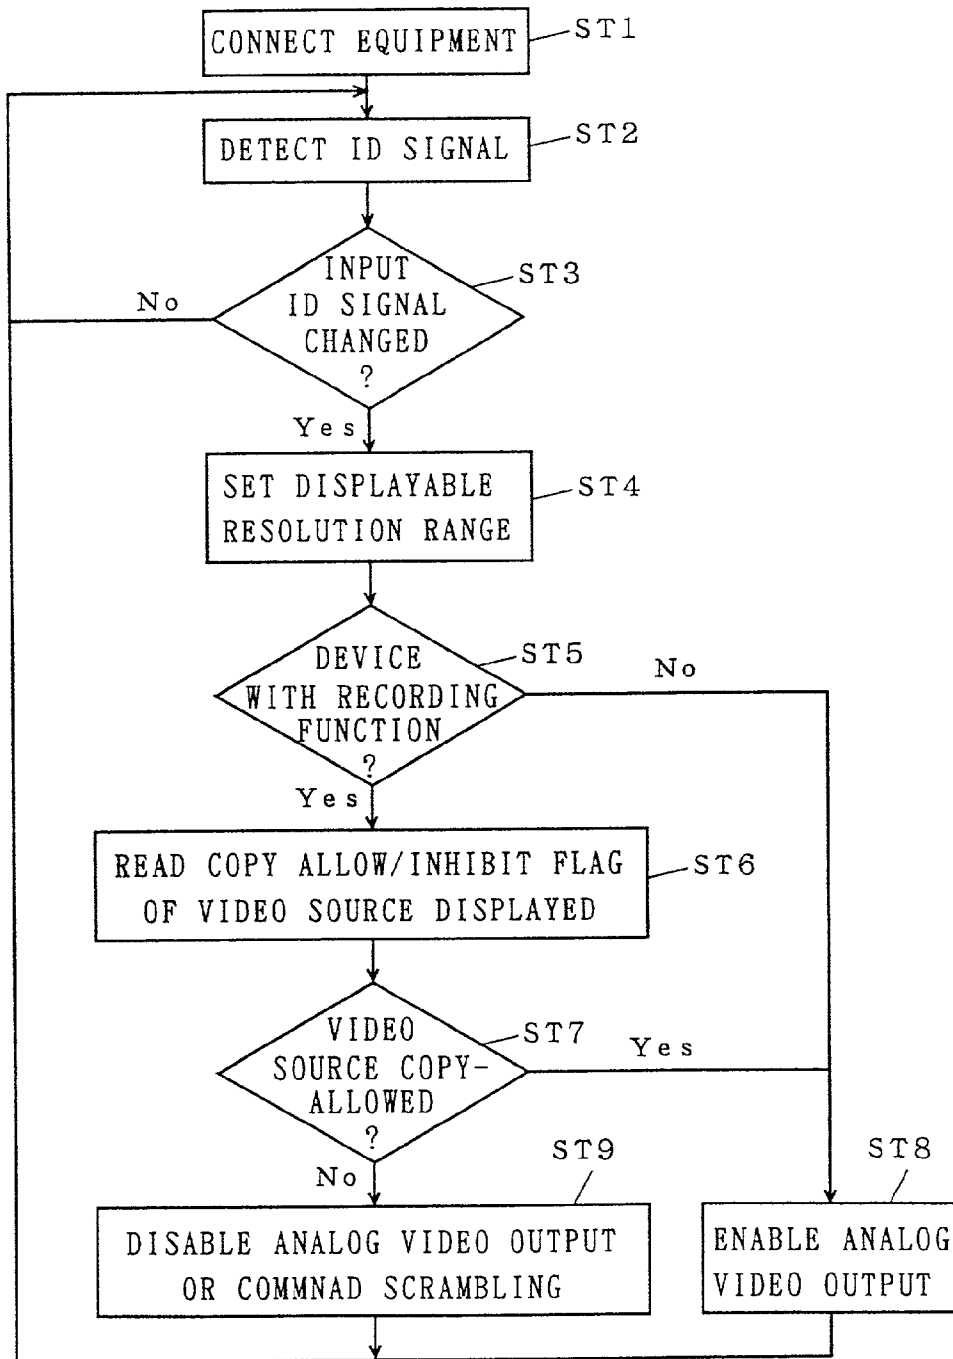 CONNECT EQUIPMENT
ST1
DETECT ID SIGNAL
ST2
INPUT
ID SIGNAL
CHANGED
?
ST3
No
Yes
SET DISPLAYABLE
RESOLUTION RANGE
ST4
DEVICE
WITH RECORDING
FUNCTION
?
ST5
No
Yes
READ COPY ALLOW/INHIBIT FLAG
OF VIDEO SOURCE DISPLAYED
ST6
VIDEO
SOURCE COPY-
ALLOWED
?
ST7
Yes
No
ST9
DISABLE ANALOG VIDEO OUTPUT
OR COMMNAD SCRAMBLING
ST8
ENABLE ANALOG
VIDEO OUTPUT